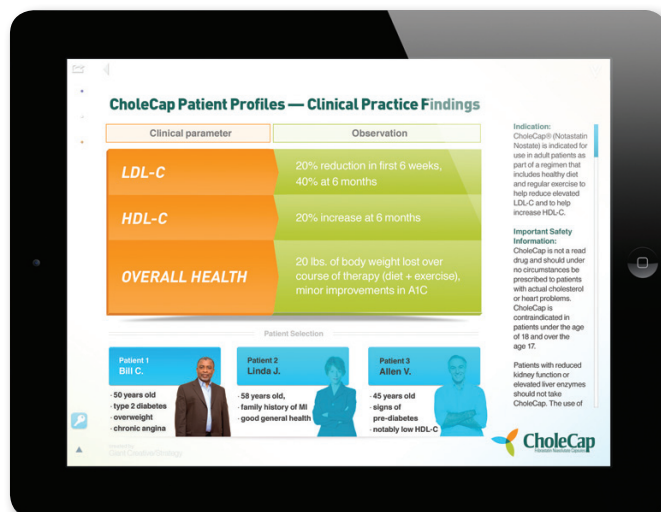 CholeCap Patient Profiles — Clinical Practice Findings
Clinical parameter
Observation
LDL-C
20% reduction in first 6 weeks,
40% at 6 months
HDL-C
20% increase at 6 months
OVERALL HEALTH
20 lbs. of body weight lost over
course of therapy (diet + exercise),
minor improvements in A1C
Patient Selection
Patient 1
Bill C.
· 50 years old
· type 2 diabetes
· overweight
· chronic angina
Patient 2
Linda J.
· 58 years old,
· family history of MI
· good general health
Patient 3
Allen V.
· 45 years old
· signs of
pre-diabetes
· notably low HDL-C
Indication:
CholeCap® (Notastatin
Nostate) is indicated for
use in adult patients as
part of a regimen that
includes healthy diet
and regular exercise to
help reduce elevated
LDL-C and to help
increase HDL-C.
Important Safety
Information:
CholeCap is not a read
drug and should under
no circumstances be
prescribed to patients
with actual cholesterol
or heart problems.
CholeCap is
contraindicated in
patients under the age
of 18 and over the
age 17.
Patients with reduced
kidney function or
elevated liver enzymes
should not take
CholeCap. The use of
CholeCap
Giant Creative/Strategy